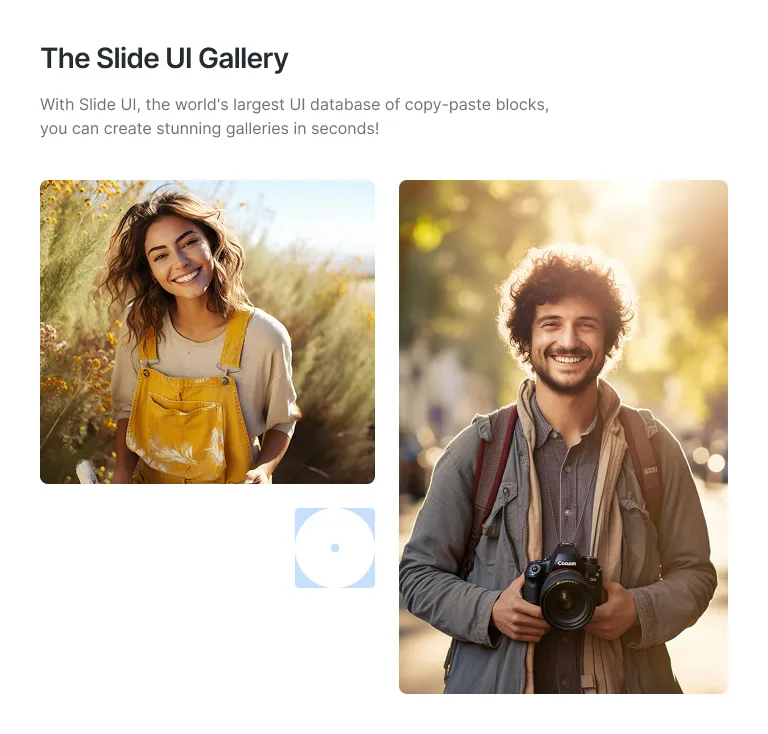 The Slide UI Gallery
With Slide UI, the world's largest UI database of copy-paste blocks,
you can create stunning galleries in seconds!
Canon